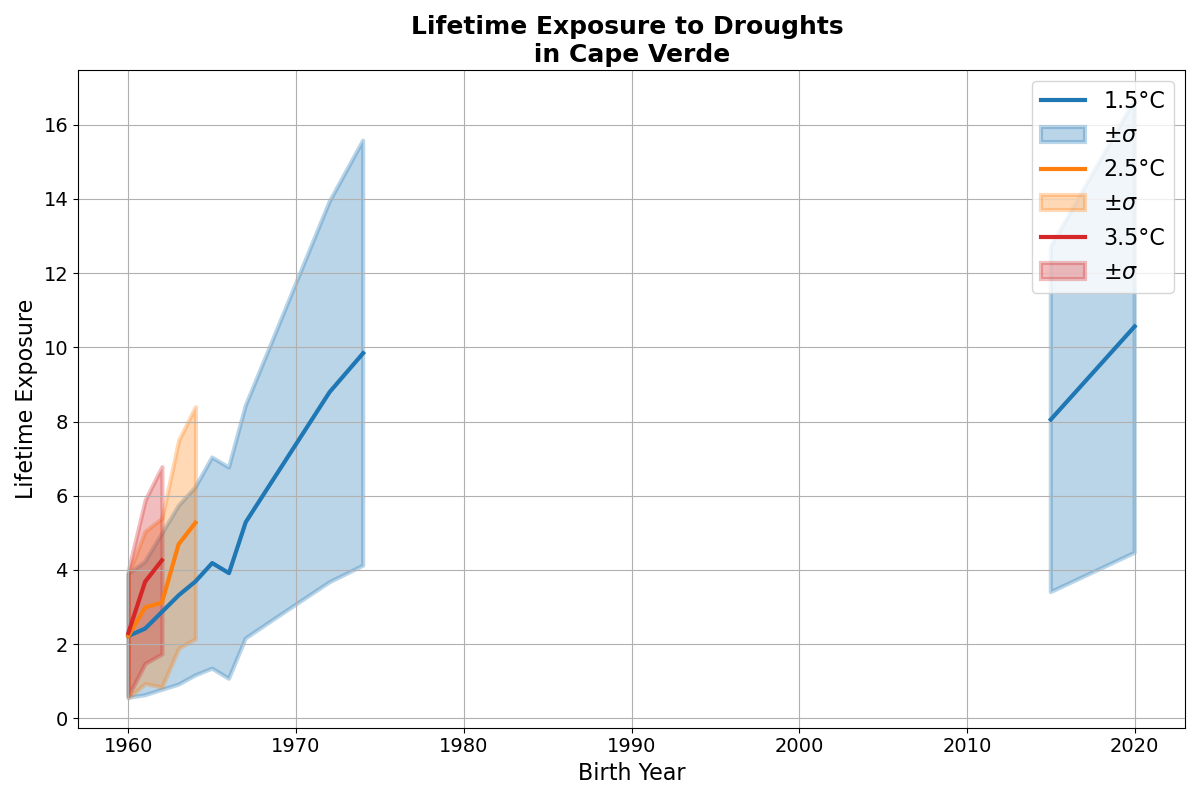 Lifetime Exposure to Droughts
in Cape Verde
1.5°C
±σ
2.5°C
±σ
3.5°C
±σ
Lifetime Exposure
16
14
12
10
8
6
4
2
0
1960 1970 1980 1990 2000 2010 2020
Birth Year